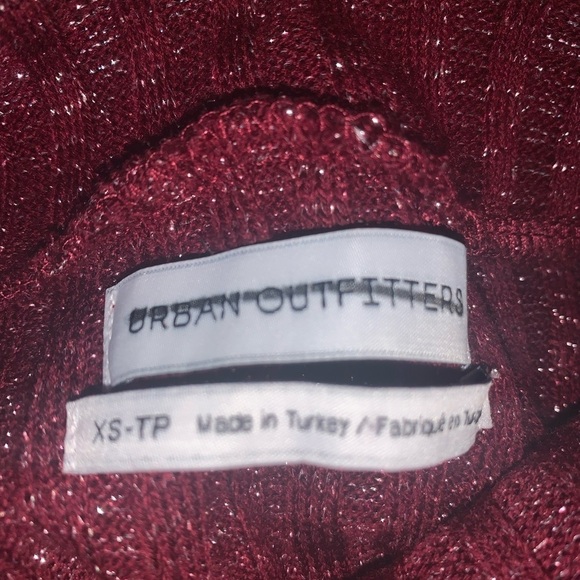 URBAN OUTFITTERS
XS-TP Made in Turkey / Fabriqué en